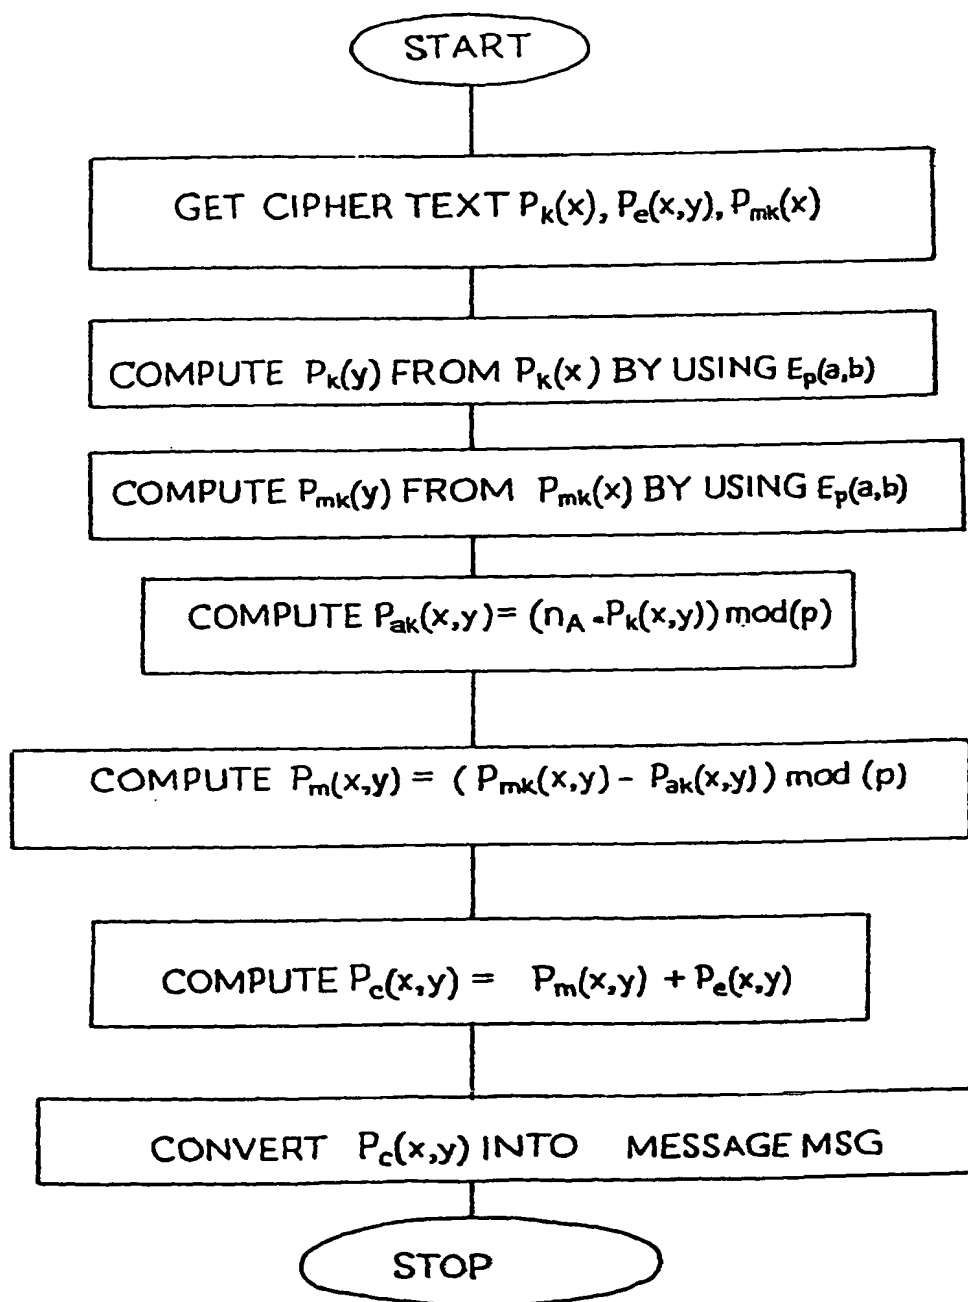 START
GET CIPHER TEXT Pk(x), Pe(x,y), Pmk(x)
COMPUTE Pk(y) FROM Pk(x) BY USING Ep(a,b)
COMPUTE Pmk(y) FROM Pmk(x) BY USING Ep(a,b)
COMPUTE Pak(x,y)= (nA •Pk(x,y)) mod(p)
COMPUTE Pm(x,y) = (Pmk(x,y) - Pak(x,y)) mod (p)
COMPUTE Pc(x,y) = Pm(x,y) + Pe(x,y)
CONVERT Pc(x,y) INTO MESSAGE MSG
STOP